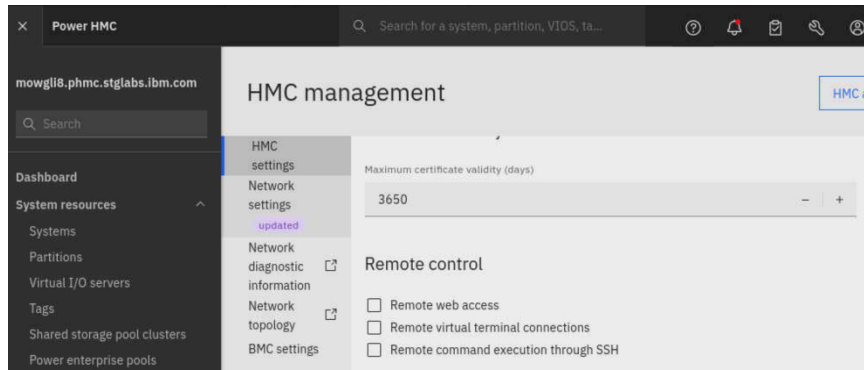 Power HMC
Search for a system, partition, VIOS, ta...
mowgli8.phmc.stglabs.ibm.com
Search
Dashboard
System resources
Systems
Partitions
Virtual I/O servers
Tags
Shared storage pool clusters
Power enterprise pools
HMC management
HMC
HMC
settings
Network
settings
updated
Network
diagnostic
information
Network
topology
BMC settings
Maximum certificate validity (days)
3650
Remote control
Remote web access
Remote virtual terminal connections
Remote command execution through SSH